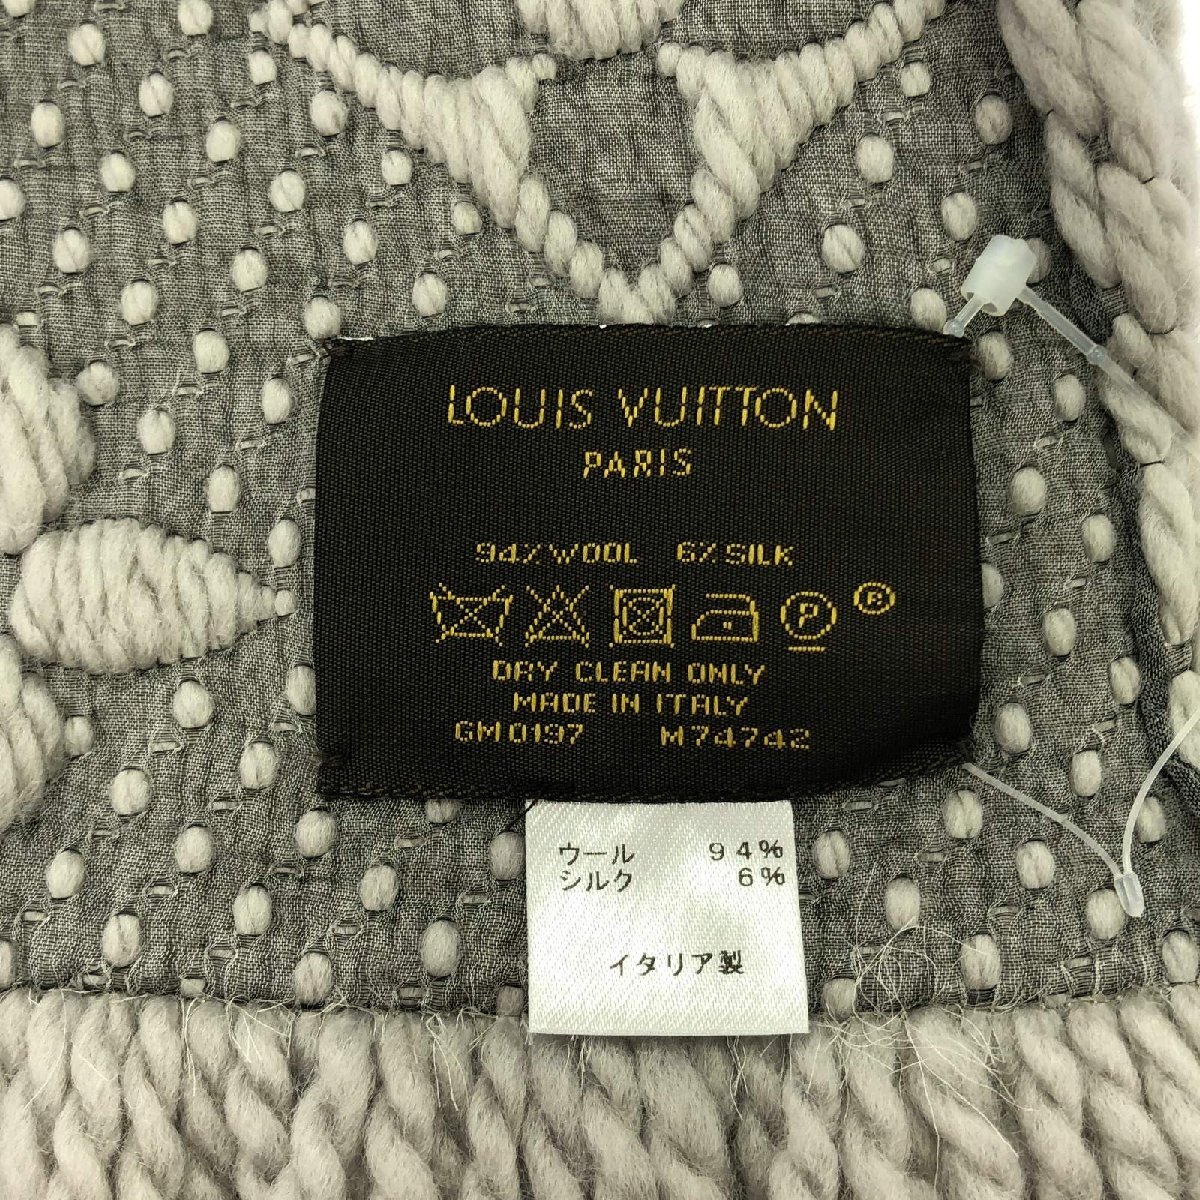 LOUIS VUITTON
PARIS
94% WOOL 6% SILK
P ®
DRY CLEAN ONLY
MADE IN ITALY
GM0197 M74742
ウール 94%
シルク 6%
イタリア製